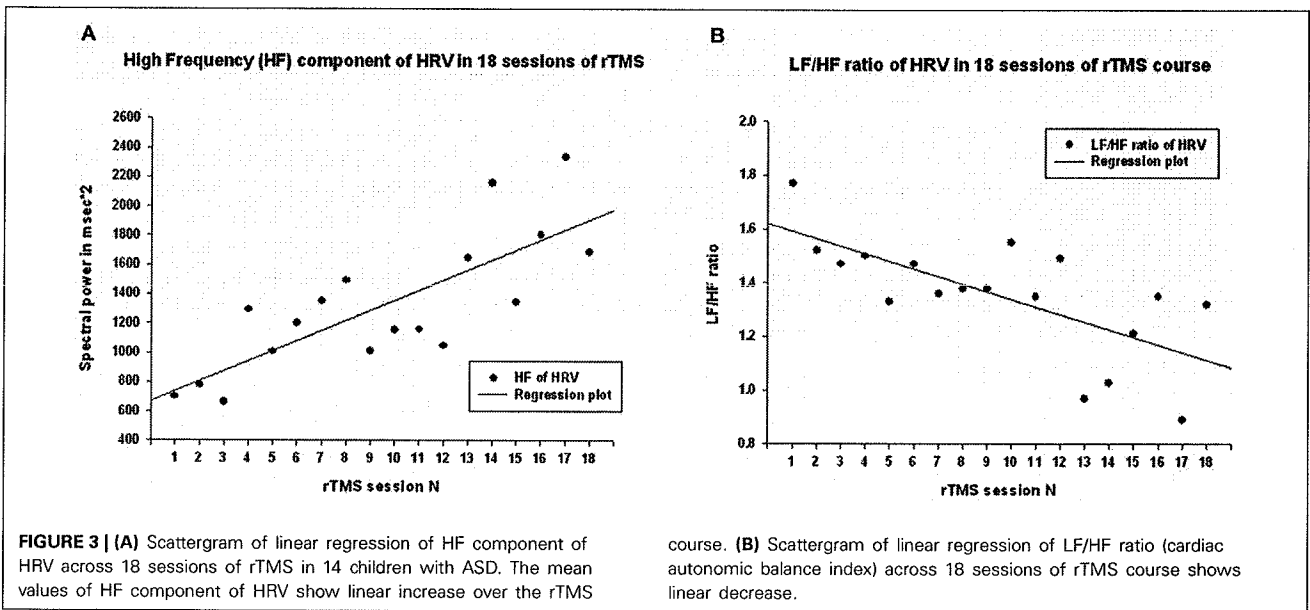 A
High Frequency (HF) component of HRV in 18 sessions of rTMS
2600
2400
2200
2000
1800
1600
1400
1200
1000
800
600
400
Spectral power in msec^2
HF of HRV
Regression plot
1 2 3 4 5 6 7 8 9 10 11 12 13 14 15 16 17 18
rTMS session N
B
LF/HF ratio of HRV in 18 sessions of rTMS course
2.0
1.8
1.6
1.4
1.2
1.0
0.8
LF/HF ratio
LF/HF ratio of HRV
Regression plot
1 2 3 4 5 6 7 8 9 10 11 12 13 14 15 16 17 18
rTMS session N
FIGURE 3 | (A) Scattergram of linear regression of HF component of
HRV across 18 sessions of rTMS in 14 children with ASD. The mean
values of HF component of HRV show linear increase over the rTMS
course. (B) Scattergram of linear regression of LF/HF ratio (cardiac
autonomic balance index) across 18 sessions of rTMS course shows
linear decrease.